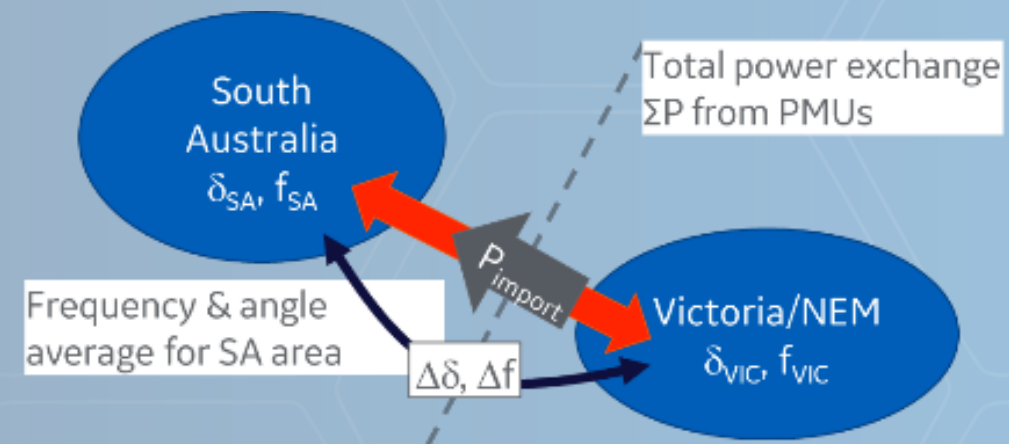 South
Australia
δSA, fSA
Total power exchange
ΣP from PMUs
Pimport
Frequency & angle
average for SA area
Δδ, Δf
Victoria/NEM
δVIC, fVIC